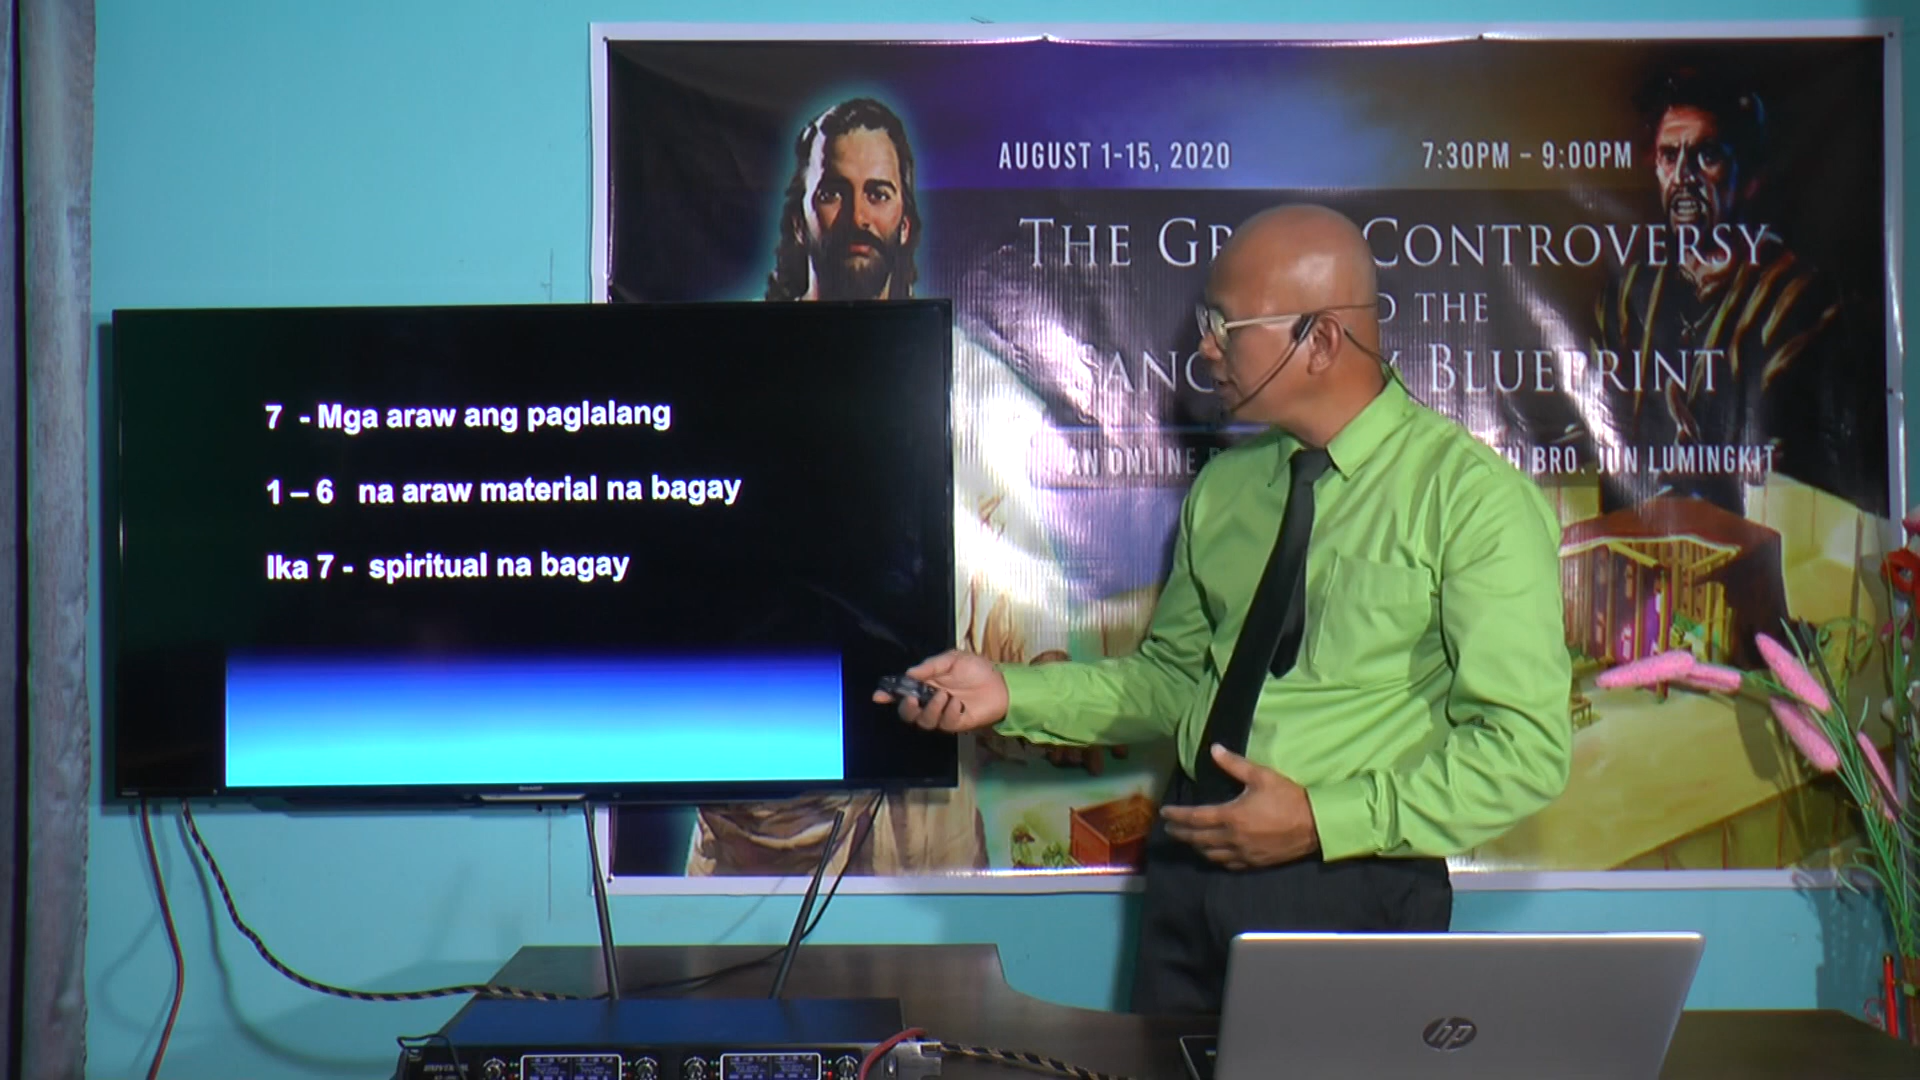 AUGUST 1-15, 2020
7:30PM – 9:00PM
THE CONTROVERSY
THE
BLUEPRINT
AN ONLINE
BRO. JUN LUMINGKIT
7 - Mga araw ang paglalang
1 – 6 na araw material na bagay
Ika 7 - spiritual na bagay
SHARP
hp